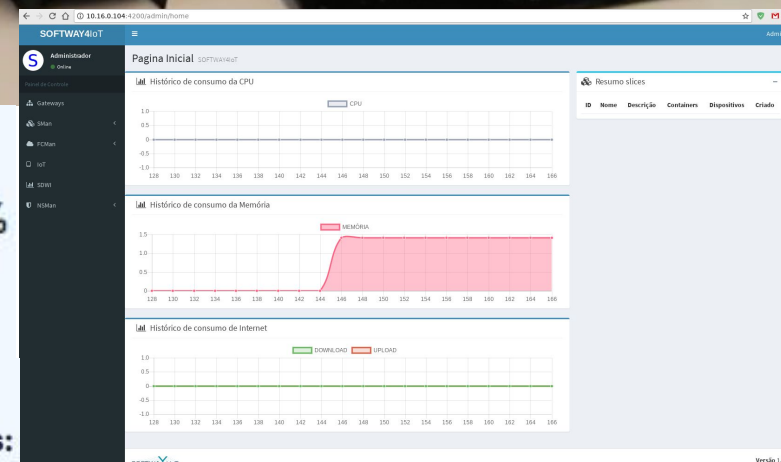 10.16.0.104:4200/admin/home
SOFTWAY4IoT
Admi
S
Administrador
Online
Painel de Controle
Gateways
SMan
FCMan
IoT
SDWI
NSMan
Pagina Inicial SOFTWAY4IoT
Histórico de consumo da CPU
CPU
1.0
0.5
0
-0.5
-1.0
128 130 132 134 136 138 140 142 144 146 148 150 152 154 156 158 160 162 164 166
Histórico de consumo da Memória
MEMÓRIA
1.5
1.0
0.5
0
128 130 132 134 136 138 140 142 144 146 148 150 152 154 156 158 160 162 164 166
Histórico de consumo de Internet
DOWNLOAD UPLOAD
1.0
0.5
0
-0.5
-1.0
128 130 132 134 136 138 140 142 144 146 148 150 152 154 156 158 160 162 164 166
Resumo slices
ID Nome Descrição Containers Dispositivos Criado
Versão
s: